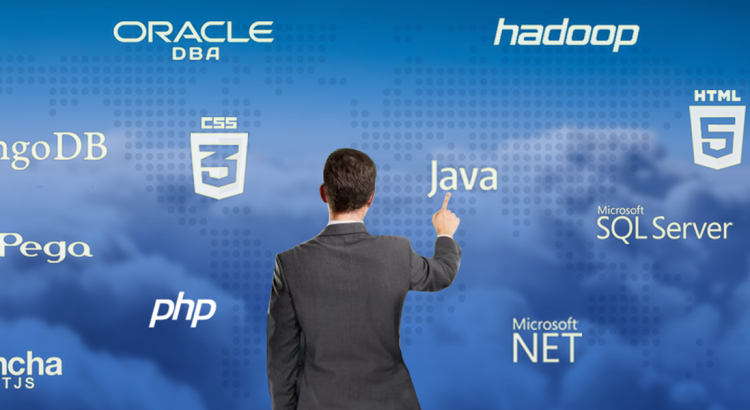 ORACLE
DBA
hadoop
HTML
5
CSS
3
ngoDB
Java
Microsoft
SQL Server
Pega
php
Microsoft
NET
ncha
TJS